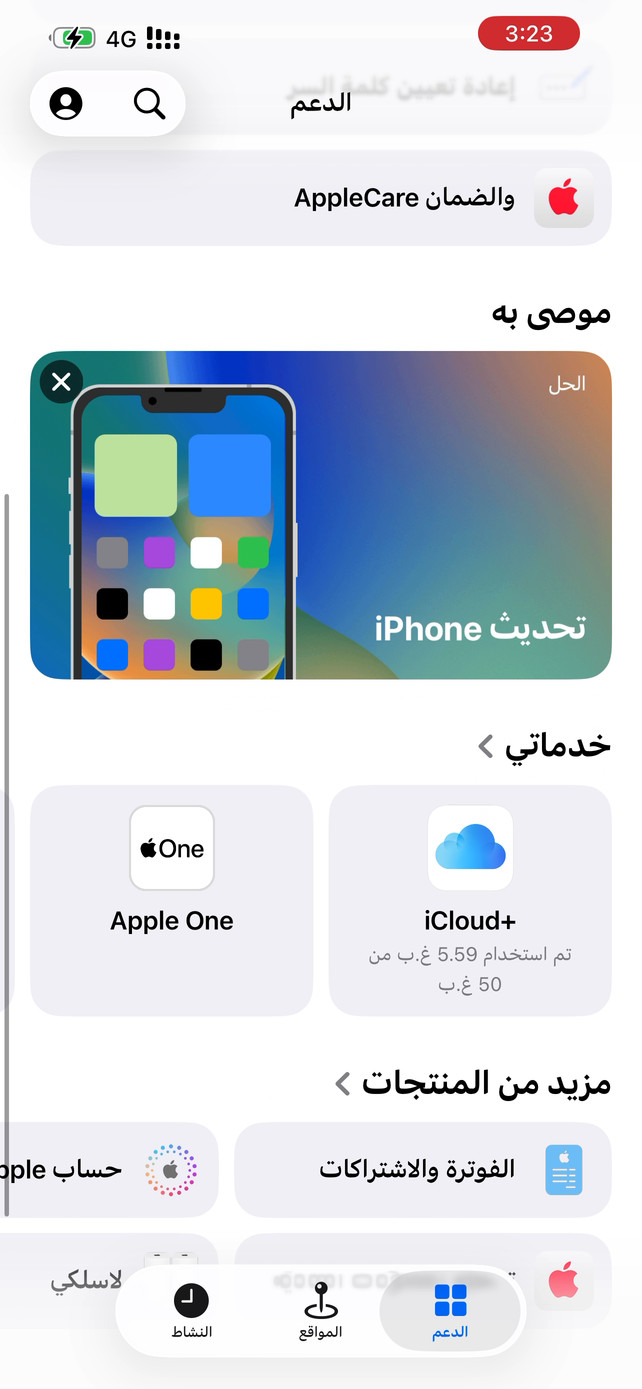 4G
3:23
إعادة تعيين كلمة السر
الدعم
AppleCare والضمان
موصى به
الحل
تحديث iPhone
خدماتي
One
Apple One
iCloud+
تم استخدام 5.59 غ.ب من
50 غ.ب
مزيد من المنتجات
الفوترة والاشتراكات
حساب
لاسلكي
الدعم
المواقع
النشاط